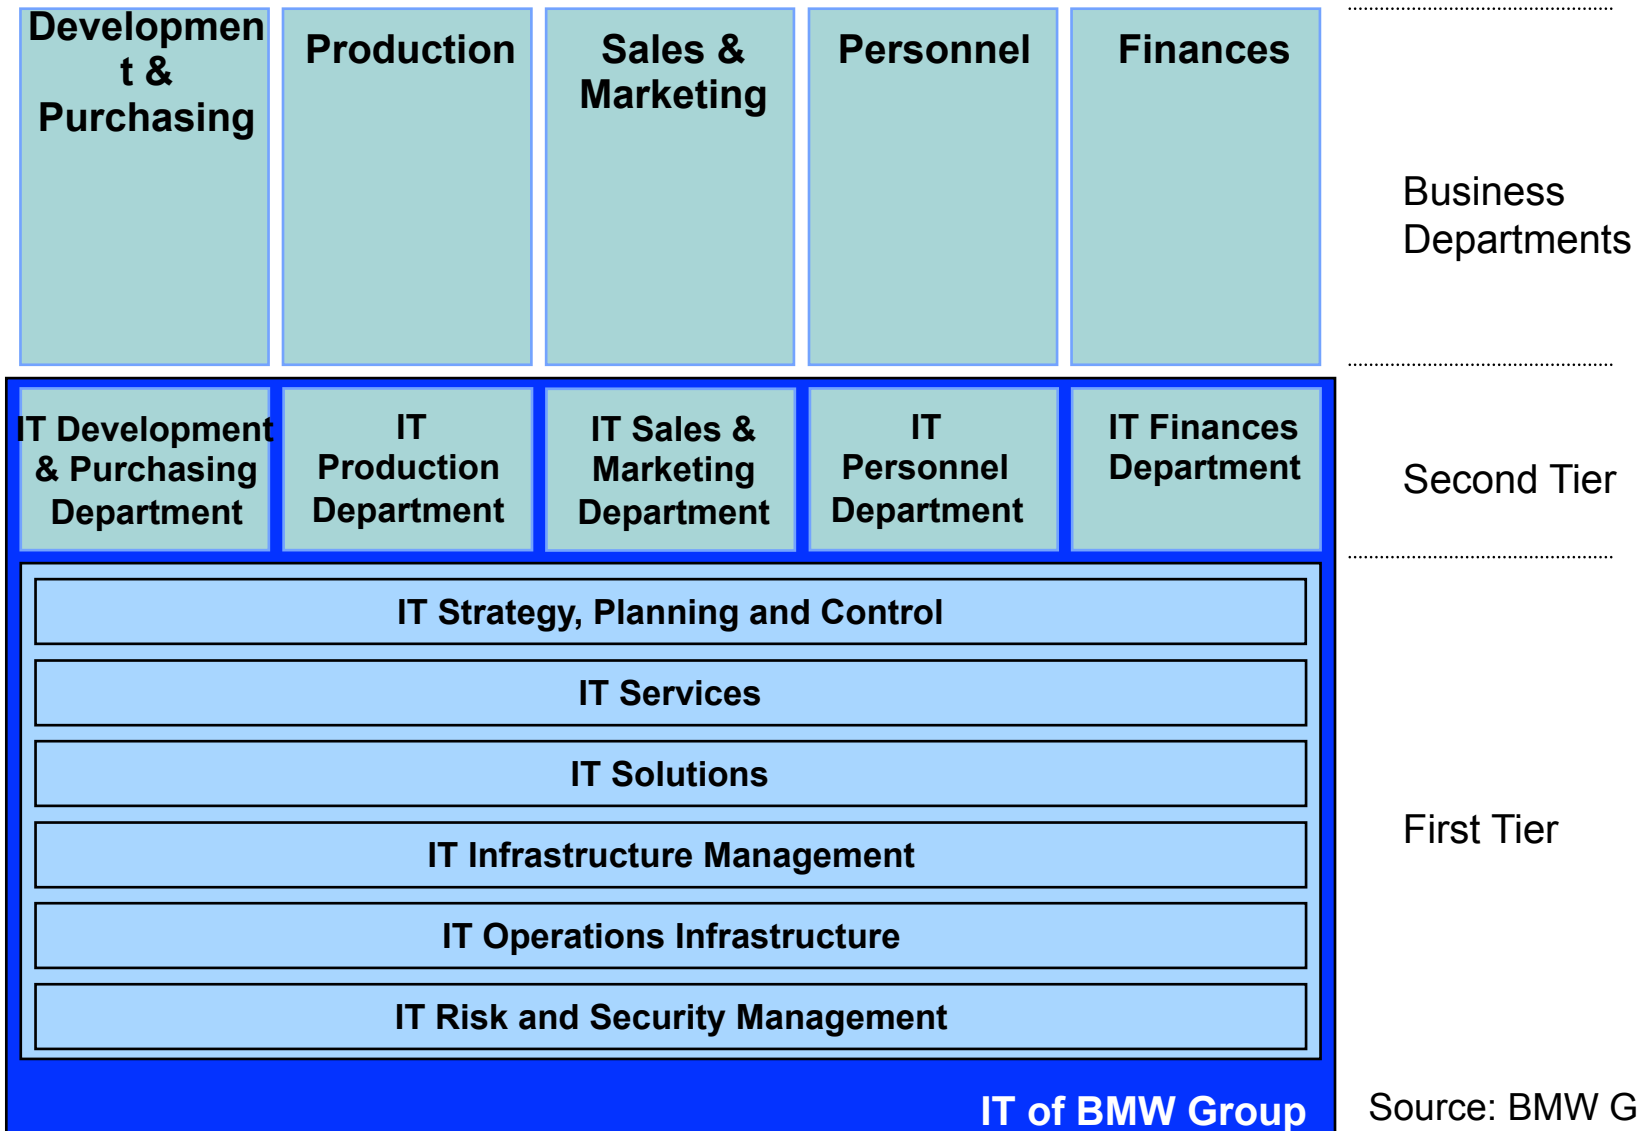 Developmen
t &
Purchasing
Production
Sales &
Marketing
Personnel
Finances
Business
Departments
IT Development
& Purchasing
Department
IT
Production
Department
IT Sales &
Marketing
Department
IT
Personnel
Department
IT Finances
Department
Second Tier
IT Strategy, Planning and Control
IT Services
IT Solutions
IT Infrastructure Management
IT Operations Infrastructure
IT Risk and Security Management
First Tier
IT of BMW Group
Source: BMW G